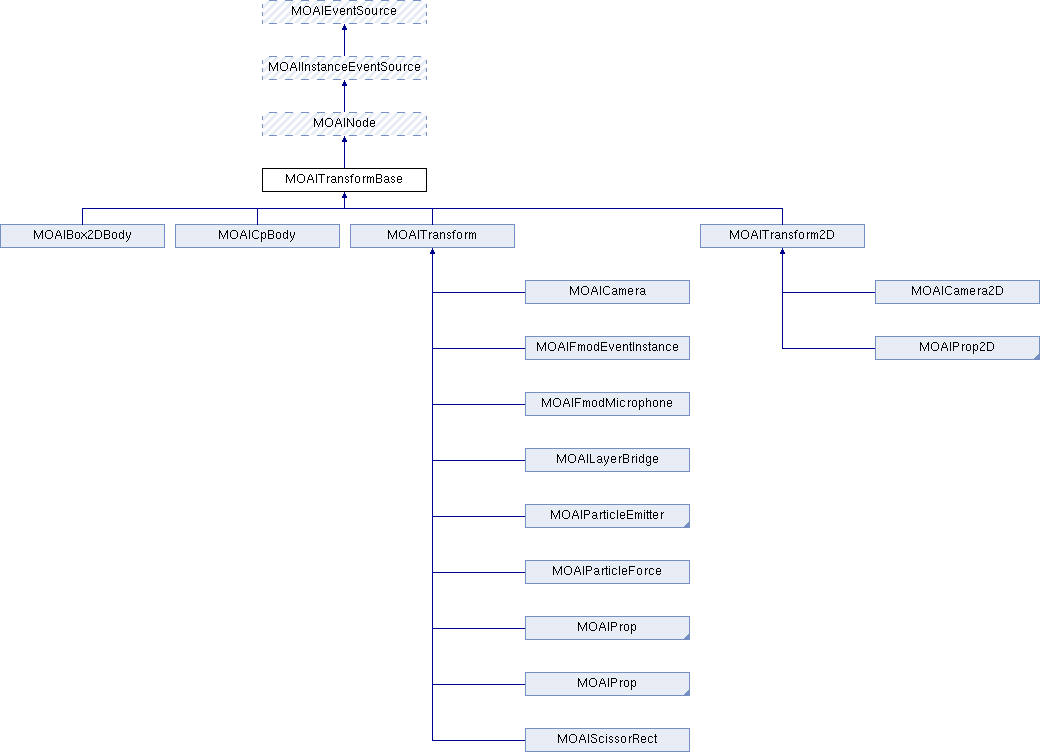 MOAIEventSource
MOAIInstanceEventSource
MOAINode
MOAITransformBase
MOAIBox2DBody
MOAICpBody
MOAITransform
MOAITransform2D
MOAICamera
MOAICamera2D
MOAIFmodEventInstance
MOAIProp2D
MOAIFmodMicrophone
MOAILayerBridge
MOAIParticleEmitter
MOAIParticleForce
MOAIProp
MOAIProp
MOAIScissorRect